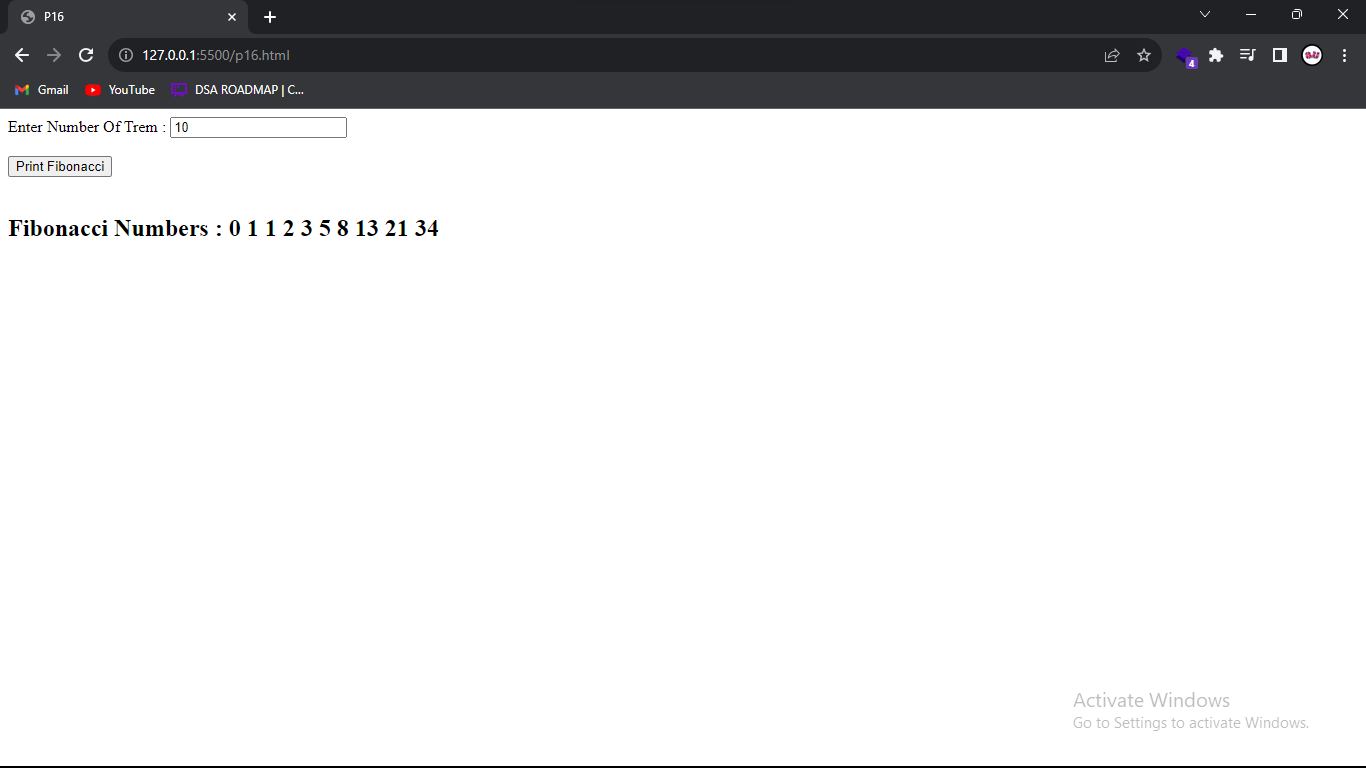 P16
127.0.0.1:5500/p16.html
4
Gmail YouTube DSA ROADMAP | C...
Enter Number Of Trem : 10
Print Fibonacci
Fibonacci Numbers : 0 1 1 2 3 5 8 13 21 34
Activate Windows
Go to Settings to activate Windows.